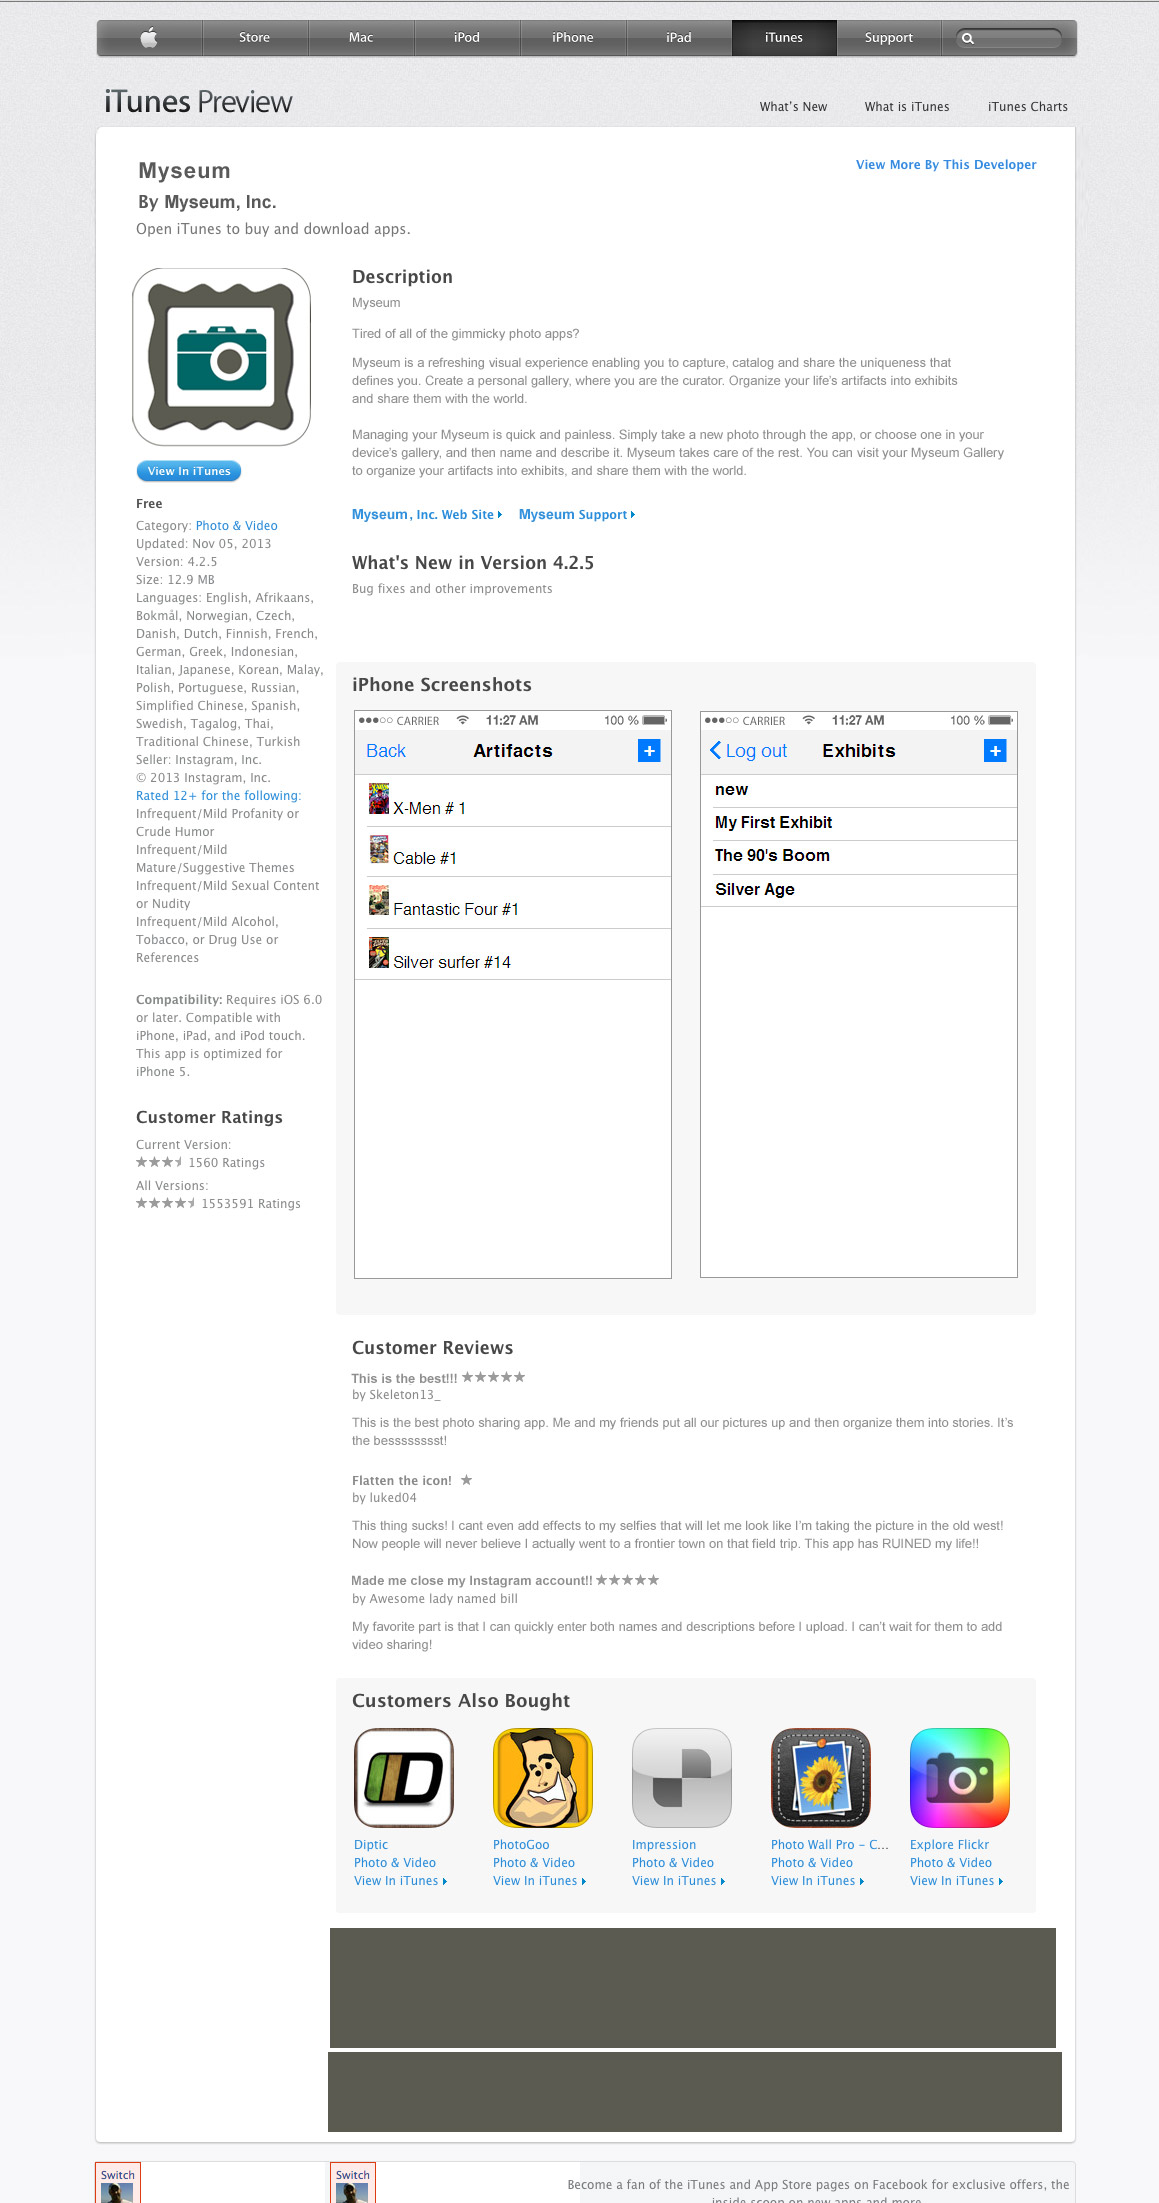 Store Mac iPod iPhone iPad iTunes Support
iTunes Preview
What's New What is iTunes iTunes Charts
Myseum
View More By This Developer
By Myseum, Inc.
Open iTunes to buy and download apps.
View In iTunes
Free
Category: Photo & Video
Updated: Nov 05, 2013
Version: 4.2.5
Size: 12.9 MB
Languages: English, Afrikaans,
Bokmål, Norwegian, Czech,
Danish, Dutch, Finnish, French,
German, Greek, Indonesian,
Italian, Japanese, Korean, Malay,
Polish, Portuguese, Russian,
Simplified Chinese, Spanish,
Swedish, Tagalog, Thai,
Traditional Chinese, Turkish
Seller: Instagram, Inc.
© 2013 Instagram, Inc.
Rated 12+ for the following:
Infrequent/Mild Profanity or
Crude Humor
Infrequent/Mild
Mature/Suggestive Themes
Infrequent/Mild Sexual Content
or Nudity
Infrequent/Mild Alcohol,
Tobacco, or Drug Use or
References
Compatibility: Requires iOS 6.0
or later. Compatible with
iPhone, iPad, and iPod touch.
This app is optimized for
iPhone 5.
Customer Ratings
Current Version:
1560 Ratings
All Versions:
1553591 Ratings
Description
Myseum
Tired of all of the gimmicky photo apps?
Myseum is a refreshing visual experience enabling you to capture, catalog and share the uniqueness that
defines you. Create a personal gallery, where you are the curator. Organize your life's artifacts into exhibits
and share them with the world.
Managing your Myseum is quick and painless. Simply take a new photo through the app, or choose one in your
device's gallery, and then name and describe it. Myseum takes care of the rest. You can visit your Myseum Gallery
to organize your artifacts into exhibits, and share them with the world.
Myseum, Inc. Web Site Myseum Support
What's New in Version 4.2.5
Bug fixes and other improvements
iPhone Screenshots
CARRIER 11:27 AM 100 %
Back Artifacts +
X-Men # 1
Cable #1
Fantastic Four #1
Silver surfer #14
CARRIER 11:27 AM 100 %
Log out Exhibits +
new
My First Exhibit
The 90's Boom
Silver Age
Customer Reviews
This is the best!!! ★★★★★
by Skeleton13_
This is the best photo sharing app. Me and my friends put all our pictures up and then organize them into stories. It's
the besssssssst!
Flatten the icon! ★
by luked04
This thing sucks! I cant even add effects to my selfies that will let me look like I'm taking the picture in the old west!
Now people will never believe I actually went to a frontier town on that field trip. This app has RUINED my life!!
Made me close my Instagram account!! ★★★★★
by Awesome lady named bill
My favorite part is that I can quickly enter both names and descriptions before I upload. I can't wait for them to add
video sharing!
Customers Also Bought
Diptic PhotoGoo Impression Photo Wall Pro - C... Explore Flickr
Photo & Video Photo & Video Photo & Video Photo & Video Photo & Video
View In iTunes View In iTunes View In iTunes View In iTunes View In iTunes
Switch Switch
Become a fan of the iTunes and App Store pages on Facebook for exclusive offers, the
inside scoop on new apps and more